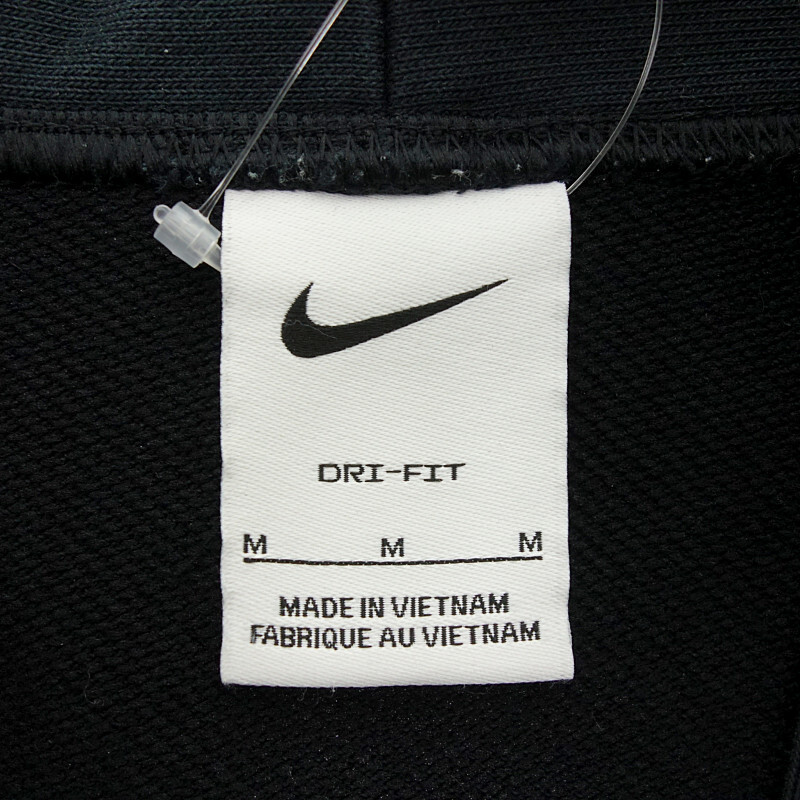 DRI-FIT
M M M
MADE IN VIETNAM
FABRIQUE AU VIETNAM